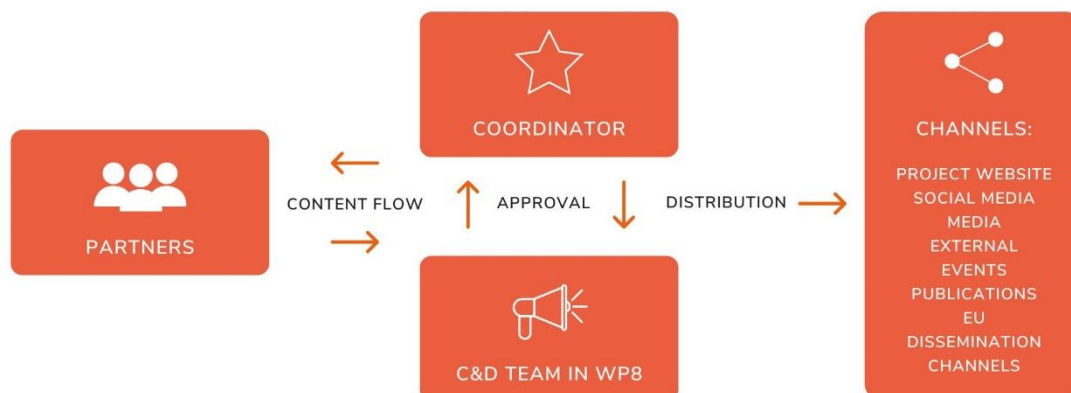 PARTNERS
CONTENT FLOW
COORDINATOR
APPROVAL
C&D TEAM IN WP8
DISTRIBUTION
CHANNELS:
PROJECT WEBSITE
SOCIAL MEDIA
MEDIA
EXTERNAL
EVENTS
PUBLICATIONS
EU
DISSEMINATION
CHANNELS